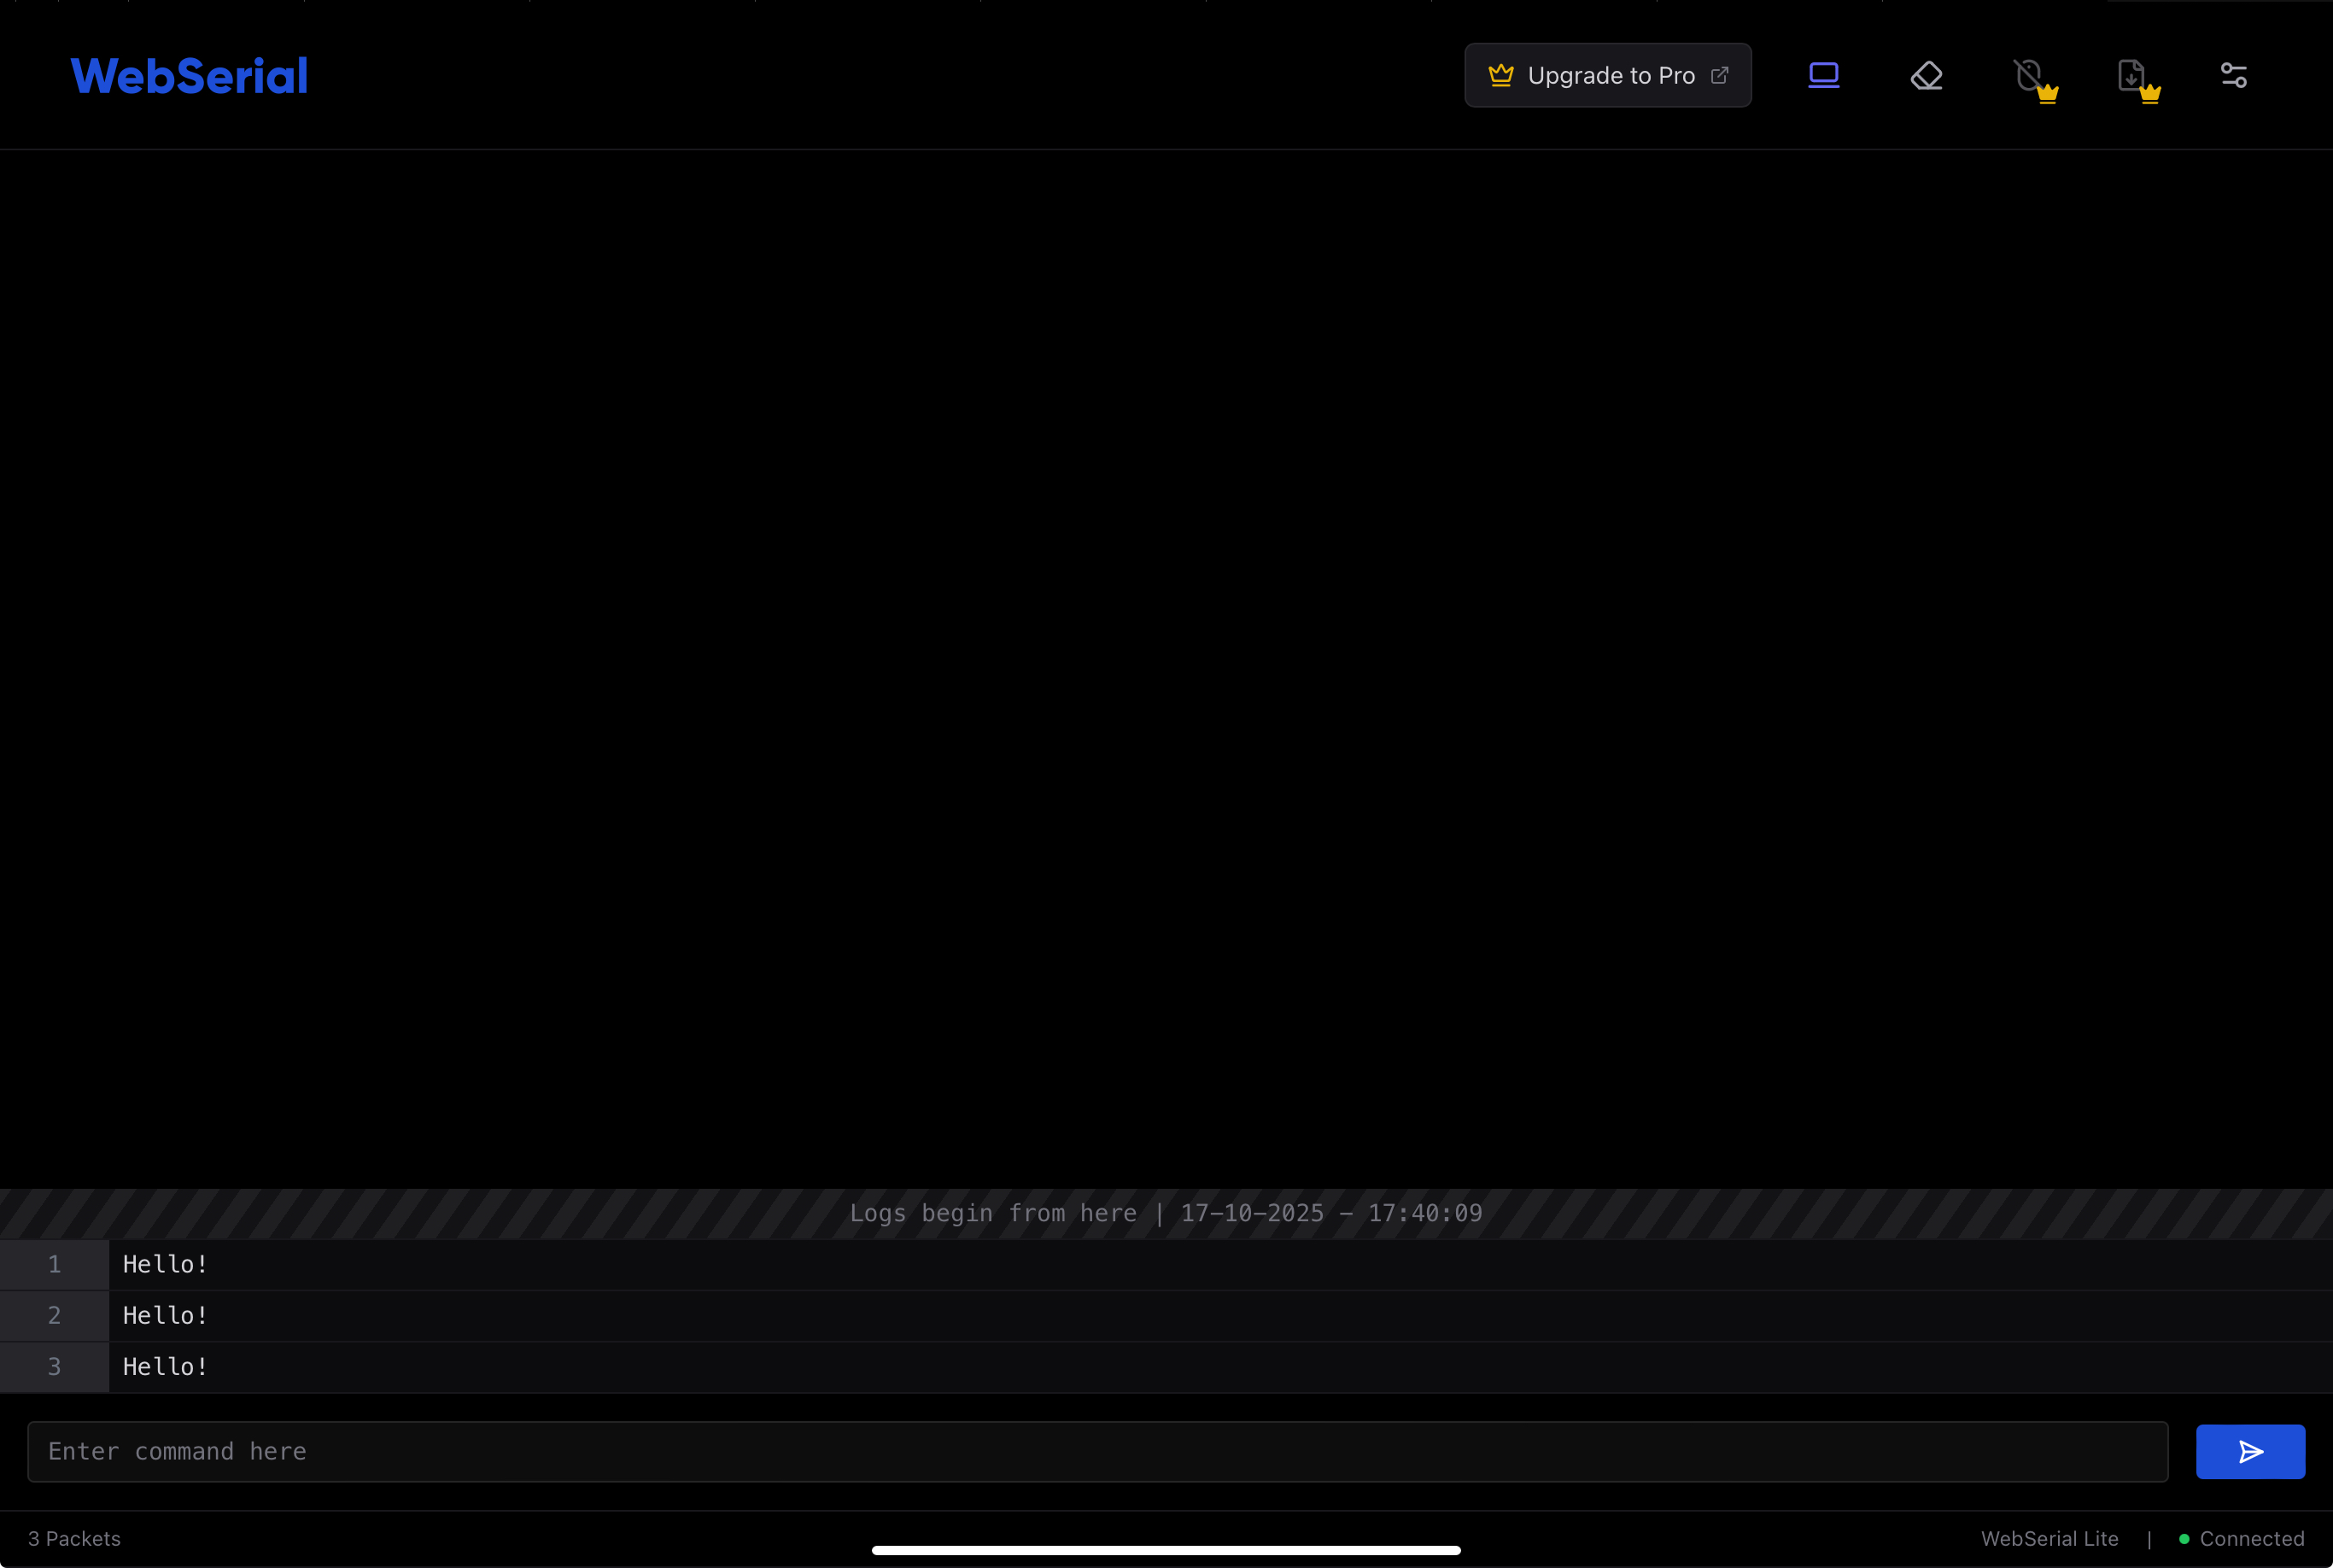 WebSerial
Upgrade to Pro
Logs begin from here | 17-10-2025 - 17:40:09
1 Hello!
2 Hello!
3 Hello!
Enter command here
3 Packets
WebSerial Lite | Connected